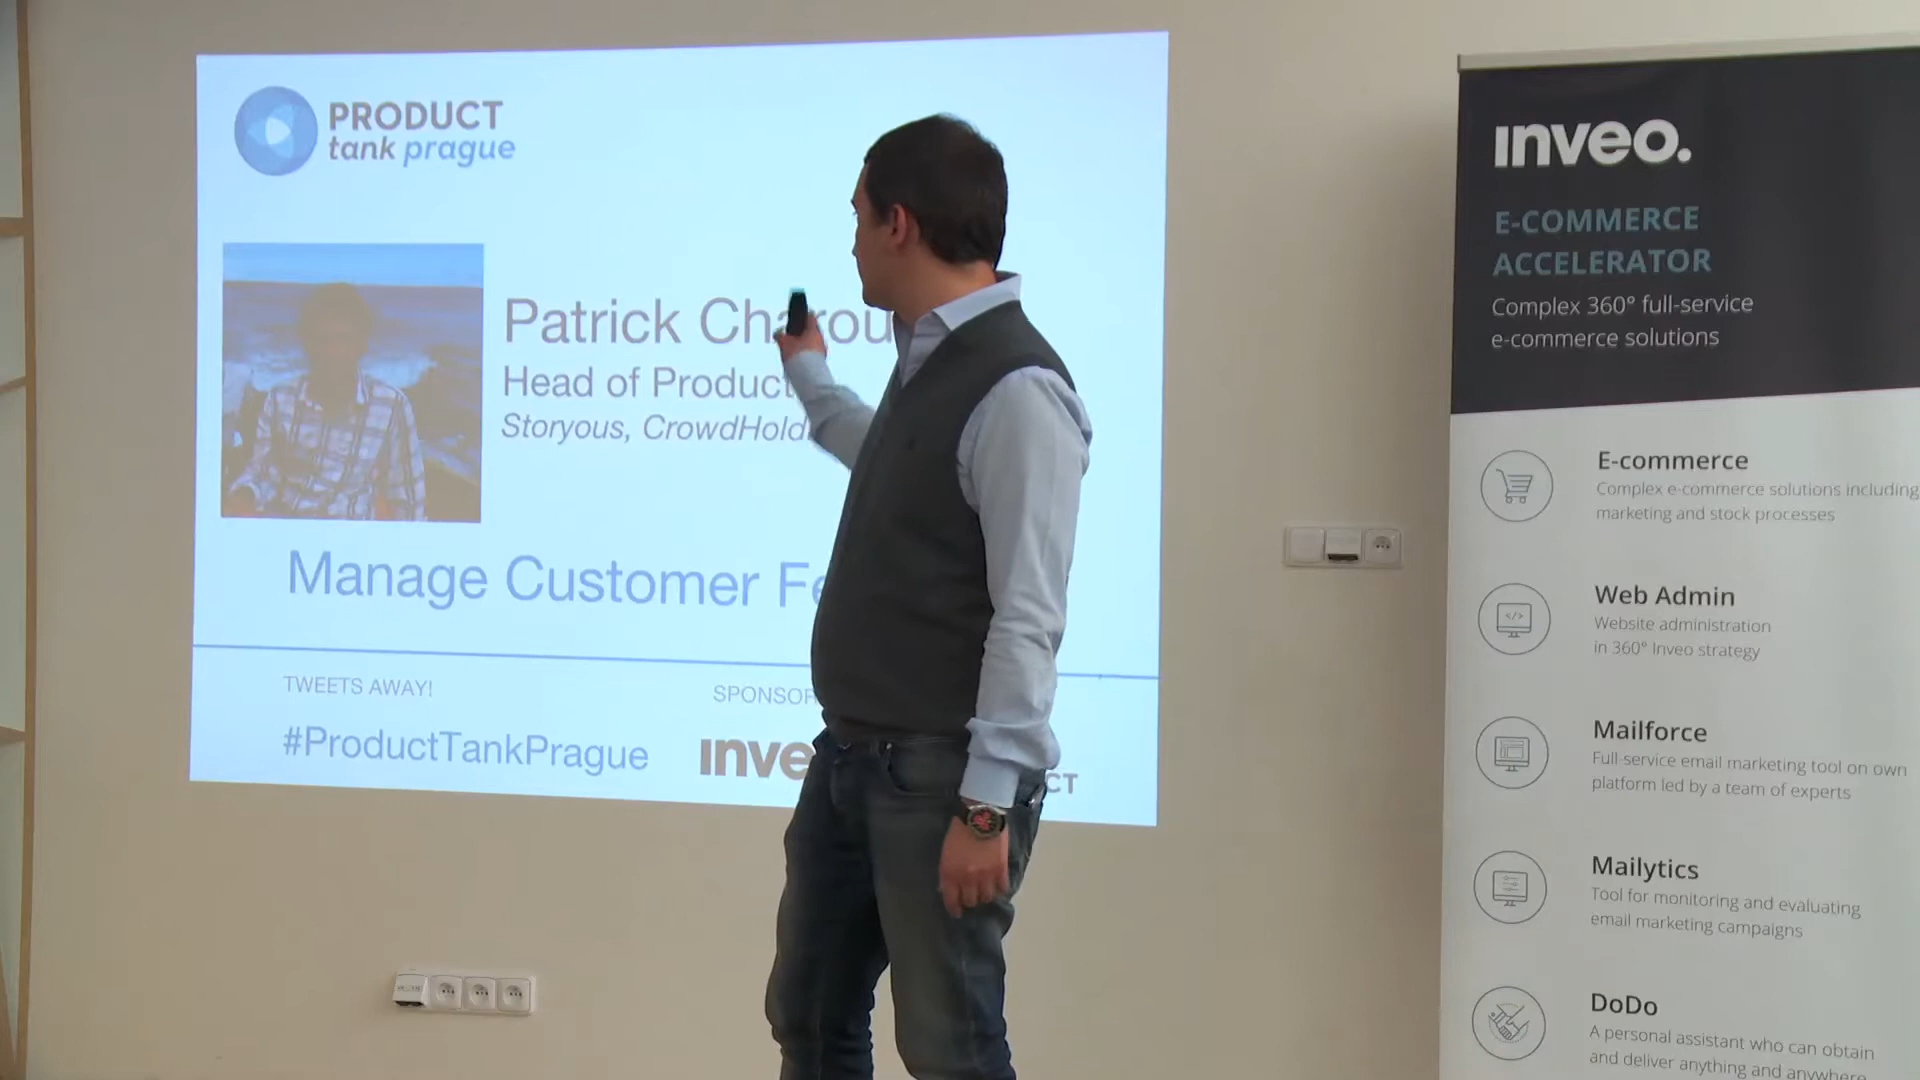 PRODUCT
tank prague
Patrick Charou
Head of Product
Storyous, CrowdHold
Manage Customer Fe
TWEETS AWAY!
SPONSOR
#ProductTankPrague
inve
CT
inveo.
E-COMMERCE
ACCELERATOR
Complex 360° full-service
e-commerce solutions
E-commerce
Complex e-commerce solutions including
marketing and stock processes
Web Admin
Website administration
in 360° Inveo strategy
Mailforce
Full-service email marketing tool on own
platform led by a team of experts
Mailytics
Tool for monitoring and evaluating
email marketing campaigns
DoDo
A personal assistant who can obtain
and deliver anything and anywhere